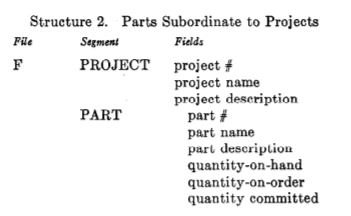 Structure 2. Parts Subordinate to Projects
File Segment Fields
F PROJECT project #
project name
project description
PART part #
part name
part description
quantity-on-hand
quantity-on-order
quantity committed